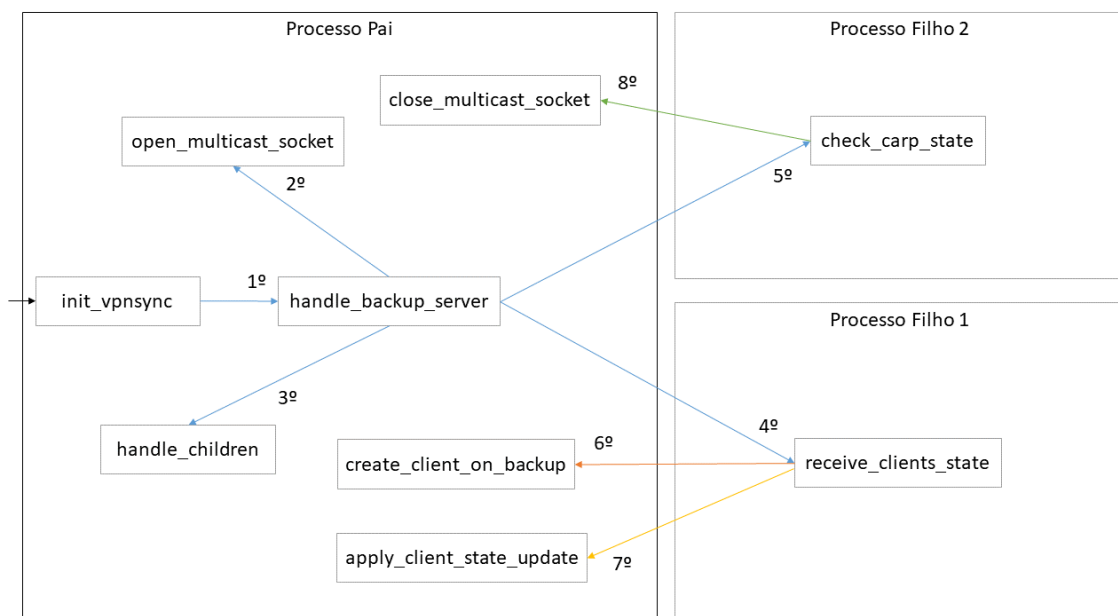 Processo Pai
Processo Filho 2
close_multicast_socket
8º
open_multicast_socket
check_carp_state
2º
5º
init_vpnsync
1º
handle_backup_server
Processo Filho 1
3º
handle_children
4º
6º
create_client_on_backup
receive_clients_state
apply_client_state_update
7º